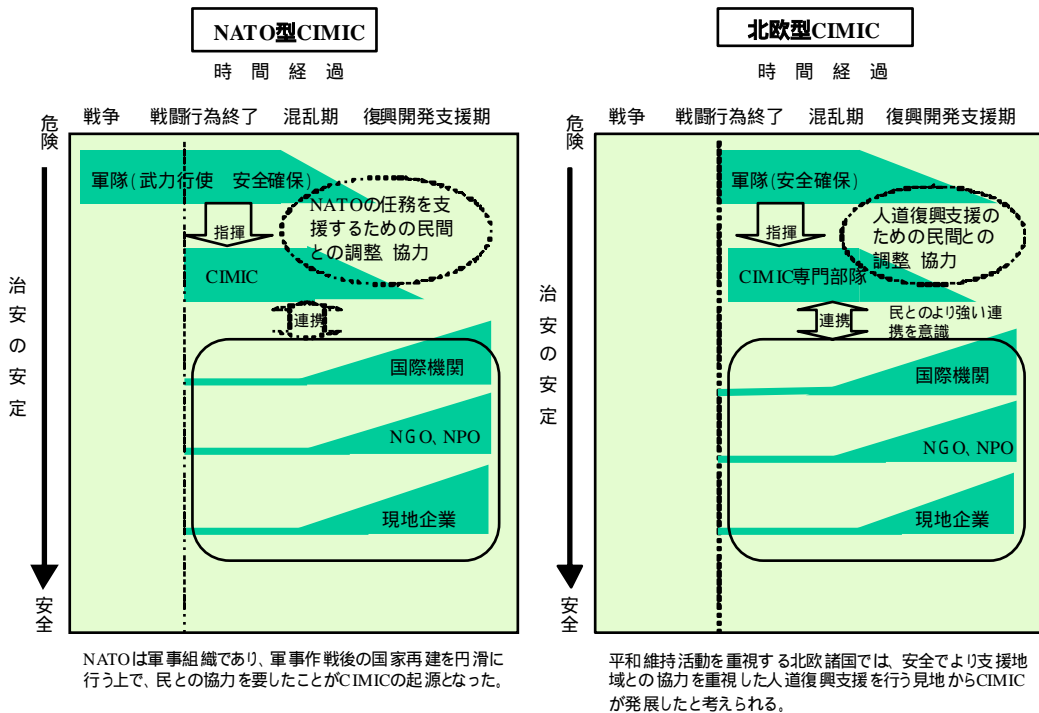 NATO型CIMIC
時間経過
戦争 戦闘行為終了 混乱期 復興開発支援期
危険
治安の安定
安全
軍隊(武力行使 安全確保)
指揮
NATOの任務を支
援するための民間
との調整 協力
CIMIC
連携
国際機関
NGO、NPO
現地企業
NATOは軍事組織であり、軍事作戦後の国家再建を円滑に
行う上で、民との協力を要したことがCIMICの起源となった。
北欧型CIMIC
時間経過
戦争 戦闘行為終了 混乱期 復興開発支援期
危険
治安の安定
安全
軍隊(安全確保)
指揮
人道復興支援の
ための民間との
調整 協力
CIMIC専門部隊
連携
民とのより強い連
携を意識
国際機関
NGO、NPO
現地企業
平和維持活動を重視する北欧諸国では、安全でより支援地
域との協力を重視した人道復興支援を行う見地からCIMIC
が発展したと考えられる。